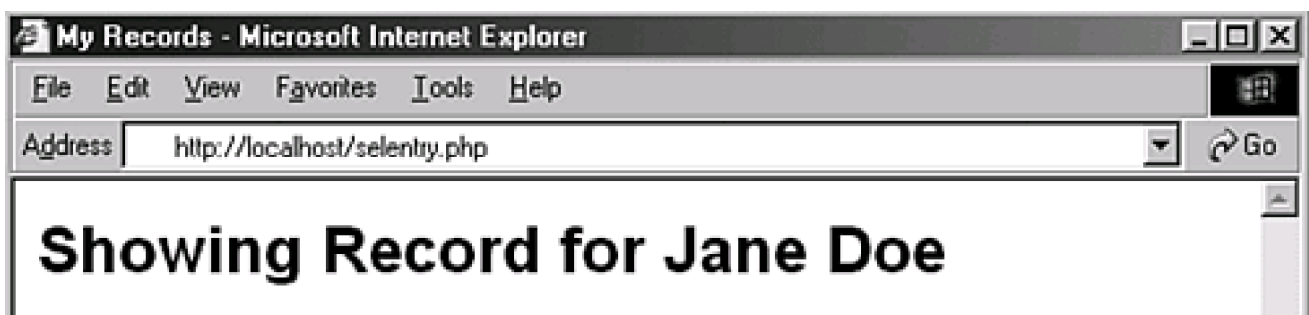 My Records - Microsoft Internet Explorer
File Edit View Favorites Tools Help
Address http://localhost/selentry.php Go
Showing Record for Jane Doe